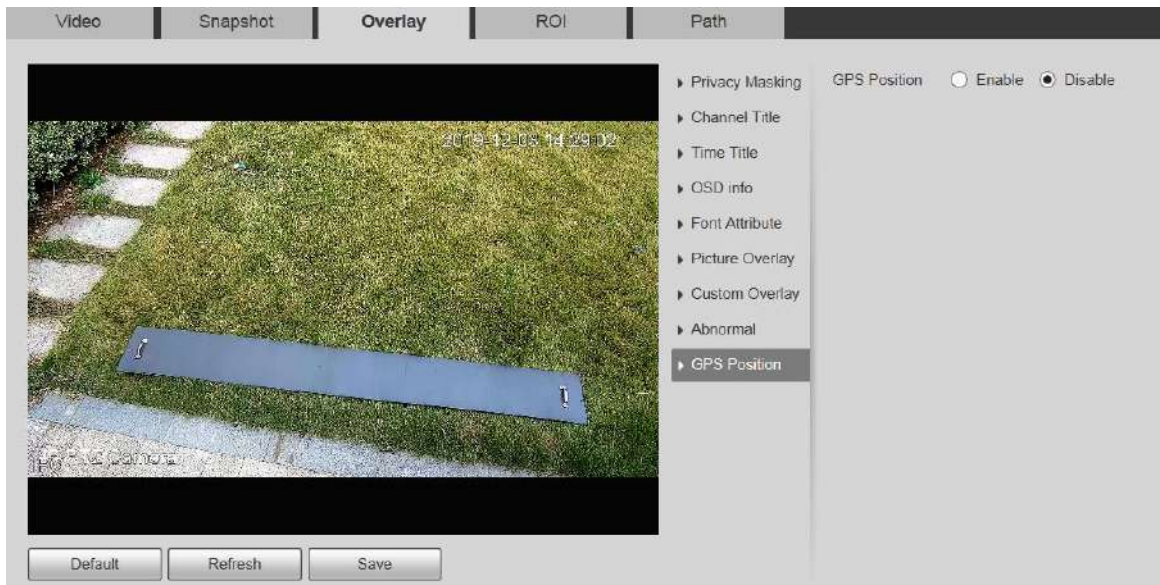 Video Snapshot Overlay ROI Path
Privacy Masking
Channel Title
Time Title
OSD info
Font Attribute
Picture Overlay
Custom Overlay
Abnormal
GPS Position
GPS Position Enable Disable
Camera
Default Refresh Save